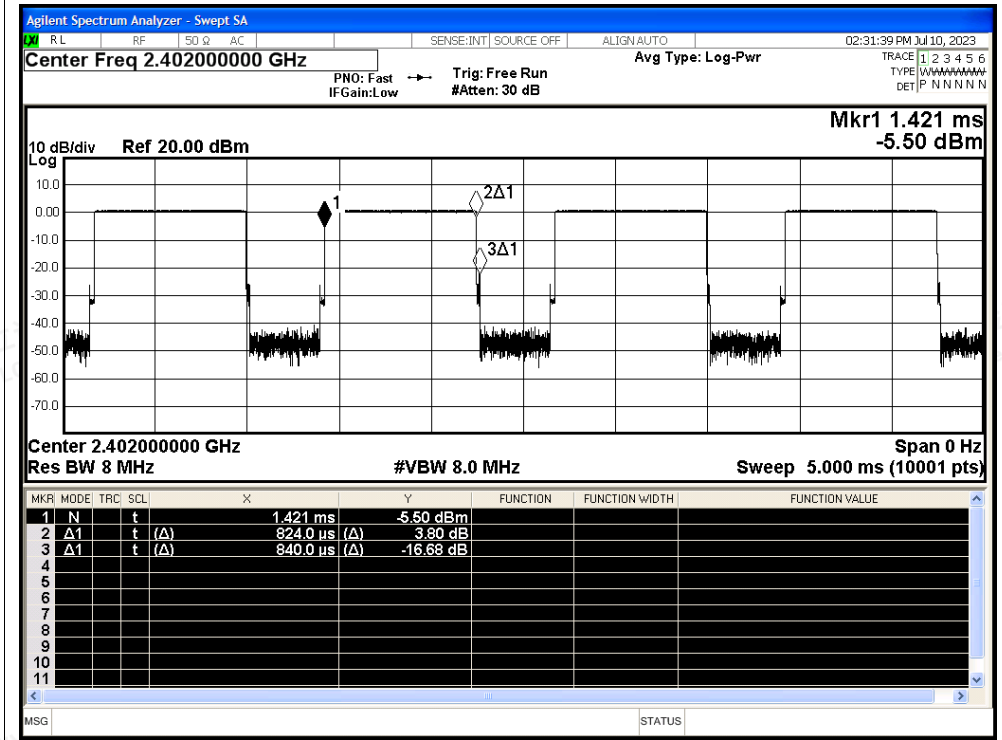 Agilent Spectrum Analyzer - Swept SA
LXI RL RF 50 Ω AC SENSE:INT SOURCE OFF ALIGN AUTO 02:31:39 PM Jul 10, 2023
Center Freq 2.402000000 GHz
PNO: Fast
IFGain:Low
Trig: Free Run
#Atten: 30 dB
Avg Type: Log-Pwr
TRACE 1 2 3 4 5 6
TYPE
DET P N N N N N
Mkr1 1.421 ms
-5.50 dBm
10 dB/div Ref 20.00 dBm
Log
10.0
0.00
-10.0
-20.0
-30.0
-40.0
-50.0
-60.0
-70.0
1
2Δ1
3Δ1
Center 2.402000000 GHz Span 0 Hz
Res BW 8 MHz #VBW 8.0 MHz Sweep 5.000 ms (10001 pts)
MKR MODE TRC SCL X Y FUNCTION FUNCTION WIDTH FUNCTION VALUE
1 N t 1.421 ms -5.50 dBm
2 Δ1 t (Δ) 824.0 µs (Δ) 3.80 dB
3 Δ1 t (Δ) 840.0 µs (Δ) -16.68 dB
4
5
6
7
8
9
10
11
MSG STATUS